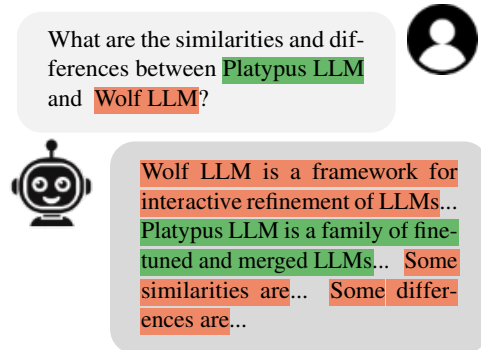 What are the similarities and dif-
ferences between Platypus LLM
and Wolf LLM?
Wolf LLM is a framework for
interactive refinement of LLMs...
Platypus LLM is a family of fine-
tuned and merged LLMs... Some
similarities are... Some differ-
ences are...